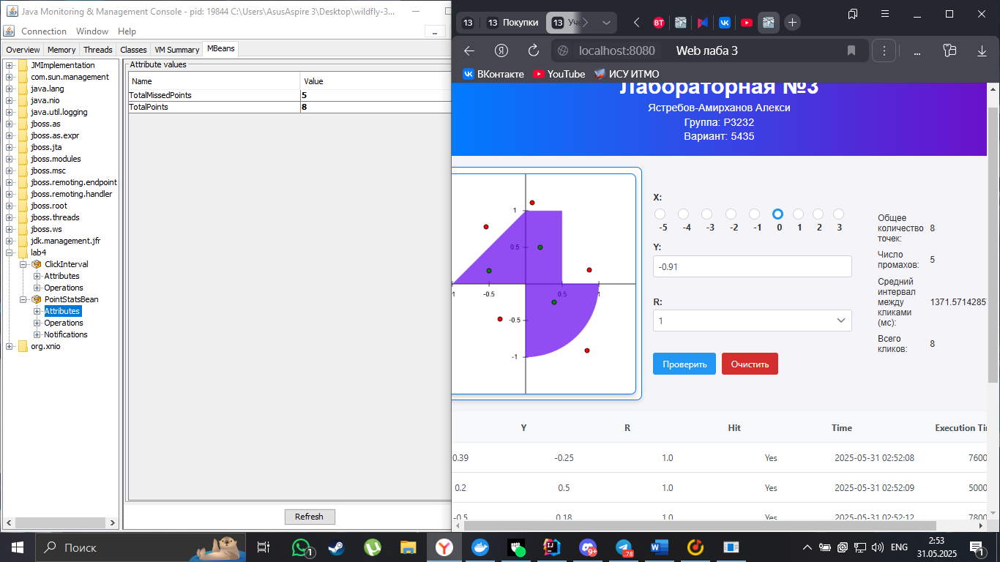 Java Monitoring & Management Console - pid: 19844 C:\Users\AsusAspire 3\Desktop\wildfly-3...
Connection Window Help
Overview Memory Threads Classes VM Summary MBeans
JMImplementation
com.sun.management
java.lang
java.nio
java.util.logging
jboss.as
jboss.as.expr
jboss.jta
jboss.modules
jboss.msc
jboss.remoting.endpoint
jboss.remoting.handler
jboss.root
jboss.threads
jboss.ws
jdk.management.jfr
lab4
ClickInterval
Attributes
Operations
PointStatsBean
Attributes
Operations
Notifications
org.xnio
Attribute values
Name Value
TotalMissedPoints 5
TotalPoints 8
Refresh
13 13 Покупки 13 Уче
localhost:8080 Web лаба 3
ВКонтакте YouTube ИСУ ИТМО
Лабораторная №3
Ястребов-Амирханов Алекси
Группа: P3232
Вариант: 5435
1
0.5
1 -0.5 0.5 1
-0.5
-1
X:
-5 -4 -3 -2 -1 0 1 2 3
Y:
-0.91
R:
1
Проверить Очистить
Общее
количество
точек:
8
Число
промахов:
5
Средний
интервал
между
кликами
(мс):
1371.5714285
Всего
кликов:
8
Y R Hit Time Execution Ti
0.39 -0.25 1.0 Yes 2025-05-31 02:52:08 7600
0.2 0.5 1.0 Yes 2025-05-31 02:52:09 5000
-0.5 0.18 1.0 Yes 2025-05-31 02:52:12 7800
Поиск
1
9+
78
ENG
2:53
31.05.2025
1